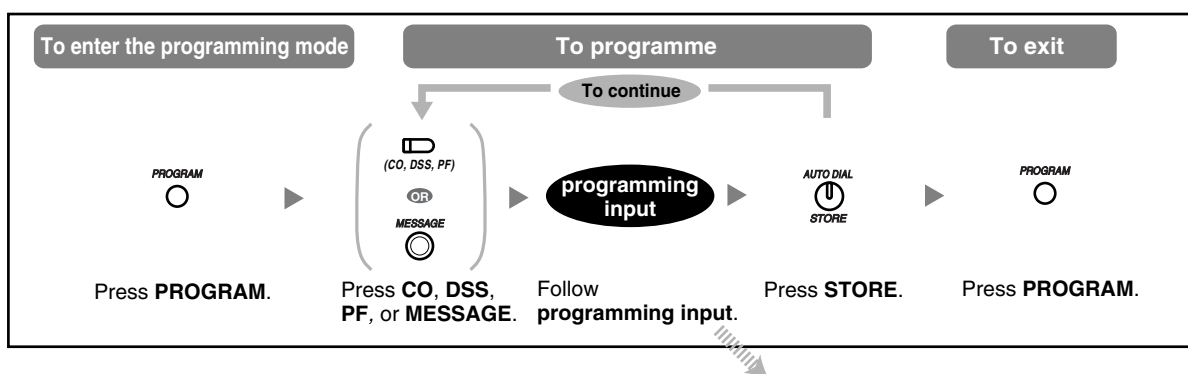 To enter the programming mode
To programme
To exit
To continue
PROGRAM
(CO, DSS, PF)
OR
MESSAGE
programming
input
AUTO DIAL
STORE
PROGRAM
Press PROGRAM.
Press CO, DSS,
PF, or MESSAGE.
Follow
programming input.
Press STORE.
Press PROGRAM.